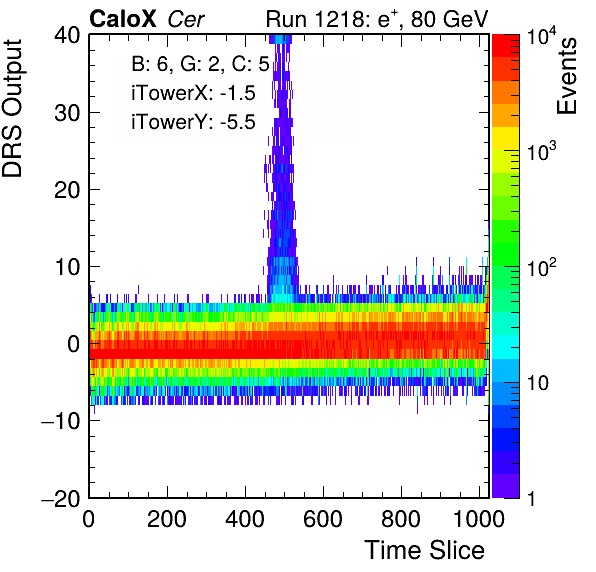 CaloX Cer Run 1218: e⁺, 80 GeV
B: 6, G: 2, C: 5
iTowerX: -1.5
iTowerY: -5.5
DRS Output
40
30
20
10
0
−10
−20
0 200 400 600 800 1000
Time Slice
Events
10⁴
10³
10²
10
1